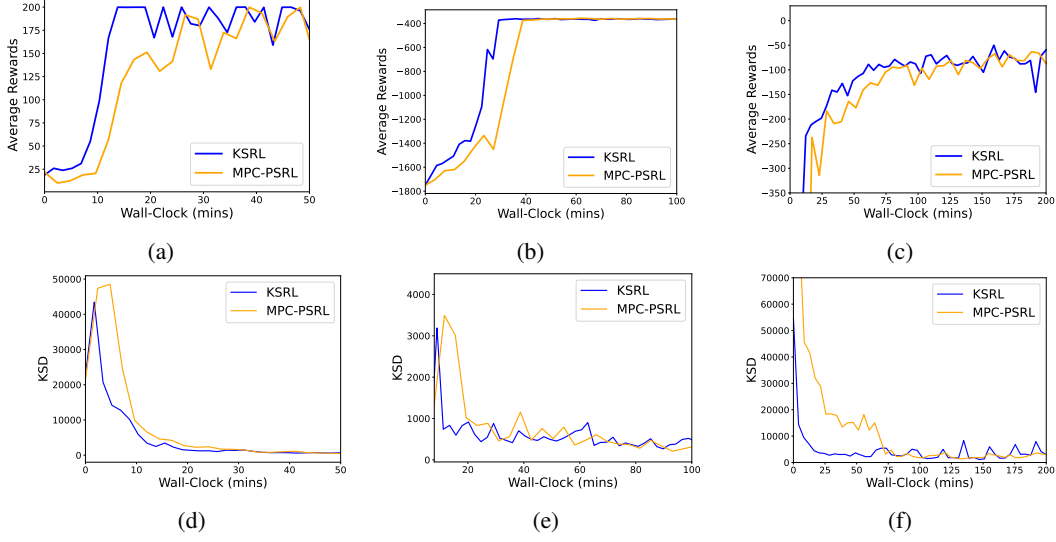 200
175
150
125
100
75
50
25
Average Rewards
KSRL
MPC-PSRL
0 10 20 30 40 50
Wall-Clock (mins)
(a)
−400
−600
−800
−1000
−1200
−1400
−1600
−1800
Average Rewards
KSRL
MPC-PSRL
0 20 40 60 80 100
Wall-Clock (mins)
(b)
0
−50
−100
−150
−200
−250
−300
−350
Average Rewards
KSRL
MPC-PSRL
0 25 50 75 100 125 150 175 200
Wall-Clock (mins)
(c)
50000
40000
30000
20000
10000
0
KSD
KSRL
MPC-PSRL
0 10 20 30 40 50
Wall-Clock (mins)
(d)
4000
3000
2000
1000
0
KSD
KSRL
MPC-PSRL
20 40 60 80 100
Wall-Clock (mins)
(e)
70000
60000
50000
40000
30000
20000
10000
0
KSD
KSRL
MPC-PSRL
0 25 50 75 100 125 150 175 200
Wall-Clock (mins)
(f)